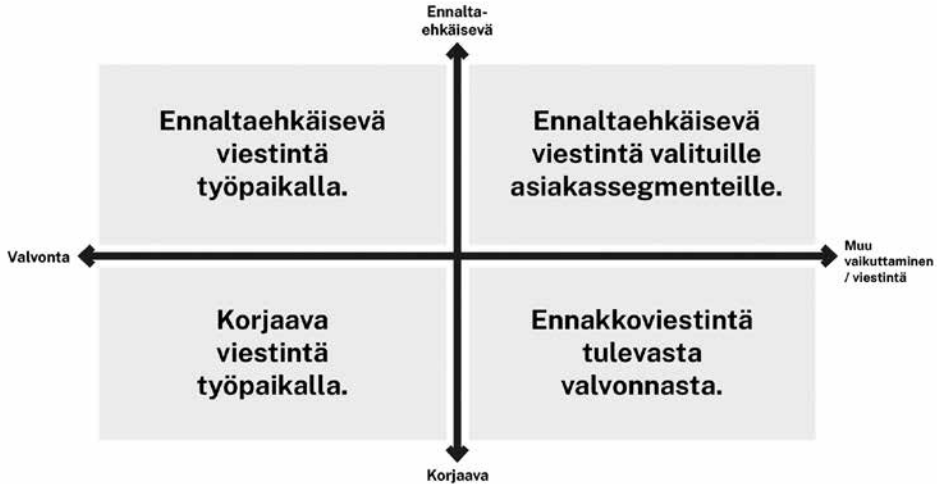 Ennalta-
ehkäisevä
Ennaltaehkäisevä
viestintä
työpaikalla.
Ennaltaehkäisevä
viestintä valituille
asiakassegmenteille.
Valvonta
Muu
vaikuttaminen
/ viestintä
Korjaava
viestintä
työpaikalla.
Ennakkoviestintä
tulevasta
valvonnasta.
Korjaava